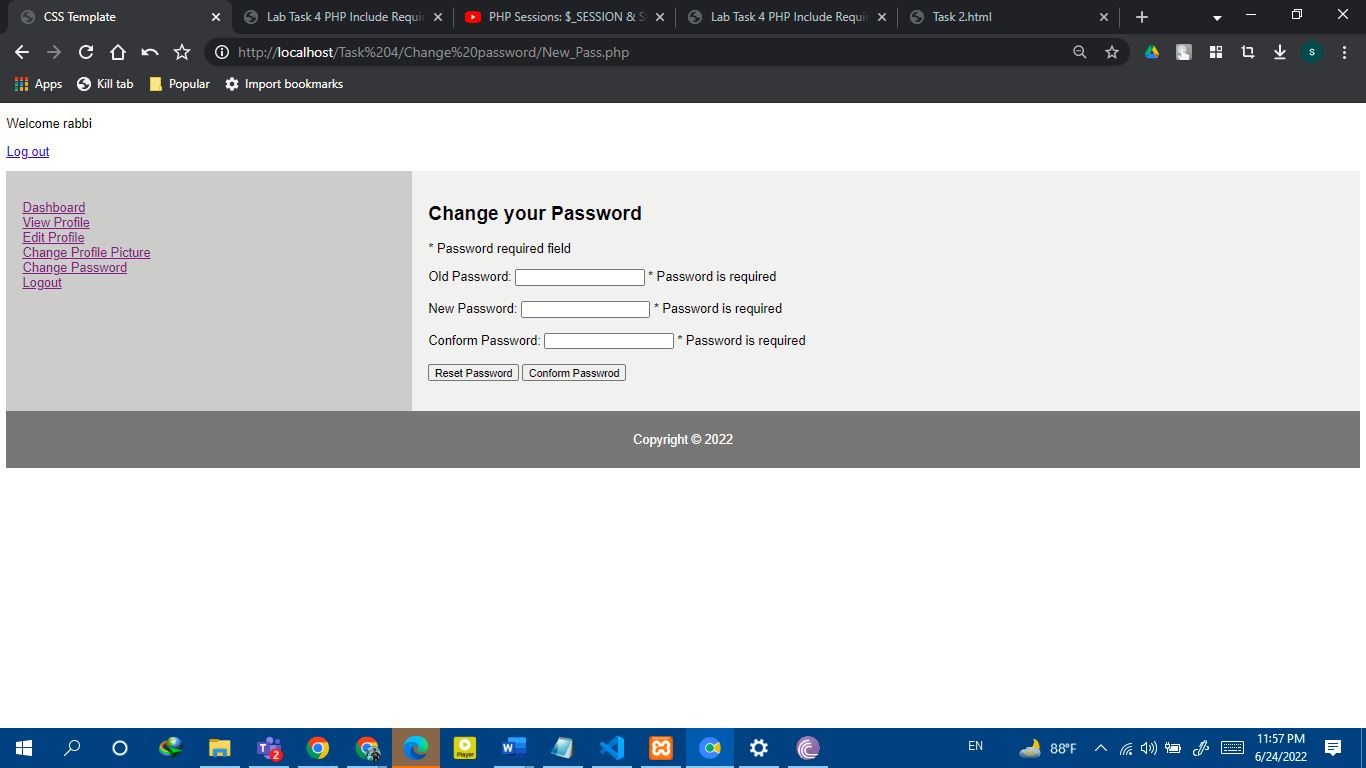 CSS Template
Lab Task 4 PHP Include Requi
PHP Sessions: $_SESSION & S
Lab Task 4 PHP Include Requi
Task 2.html
http://localhost/Task%204/Change%20password/New_Pass.php
s
Apps
Kill tab
Popular
Import bookmarks
Welcome rabbi
Log out
Dashboard
View Profile
Edit Profile
Change Profile Picture
Change Password
Logout
Change your Password
* Password required field
Old Password: * Password is required
New Password: * Password is required
Conform Password: * Password is required
Reset Password Conform Passwrod
Copyright © 2022
2
Player
EN
88°F
11:57 PM
6/24/2022